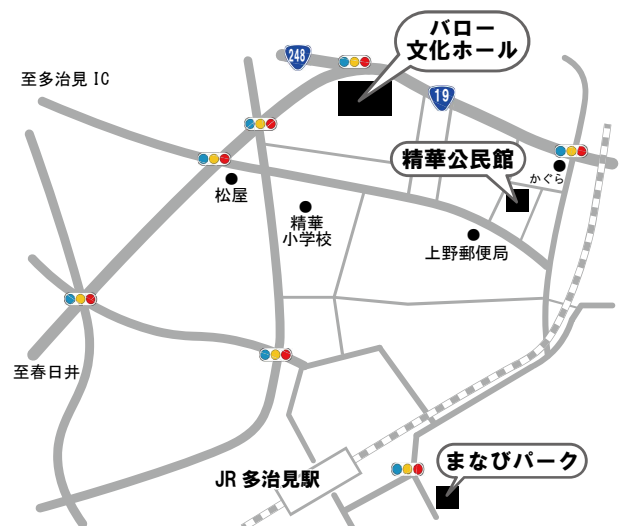 バロー
文化ホール
248
至多治見 IC
19
精華公民館
かぐら
松屋
精華
小学校
上野郵便局
至春日井
まなびパーク
JR 多治見駅